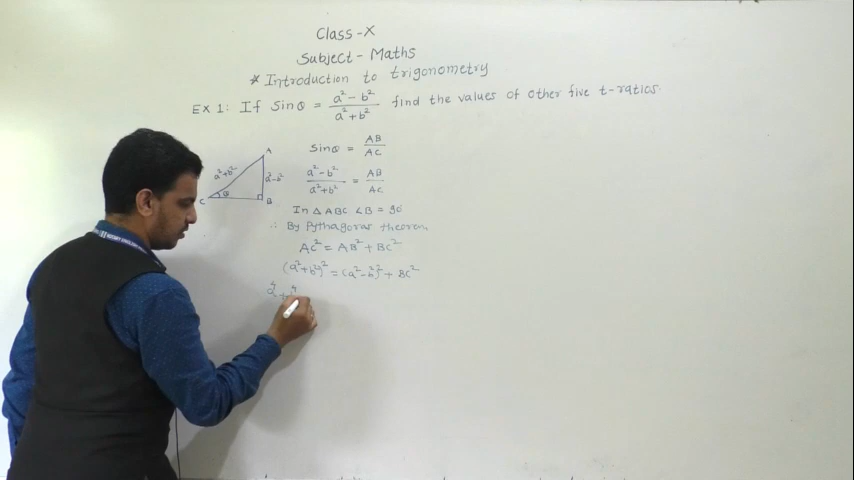 Class-X
Subject- Maths
* Introduction to trigonometry
EX 1: If Sinθ = (a²-b²)/(a²+b²) find the values of other five t-ratios.
A
a²+b²
a²-b²
θ
C
B
Sinθ = AB/AC
(a²-b²)/(a²+b²) = AB/AC
In △ABC ∠B = 90
∴ By Pythagoras theorem
AC² = AB² + BC²
(a²+b²)² = (a²-b²)² + BC²
a⁴ +